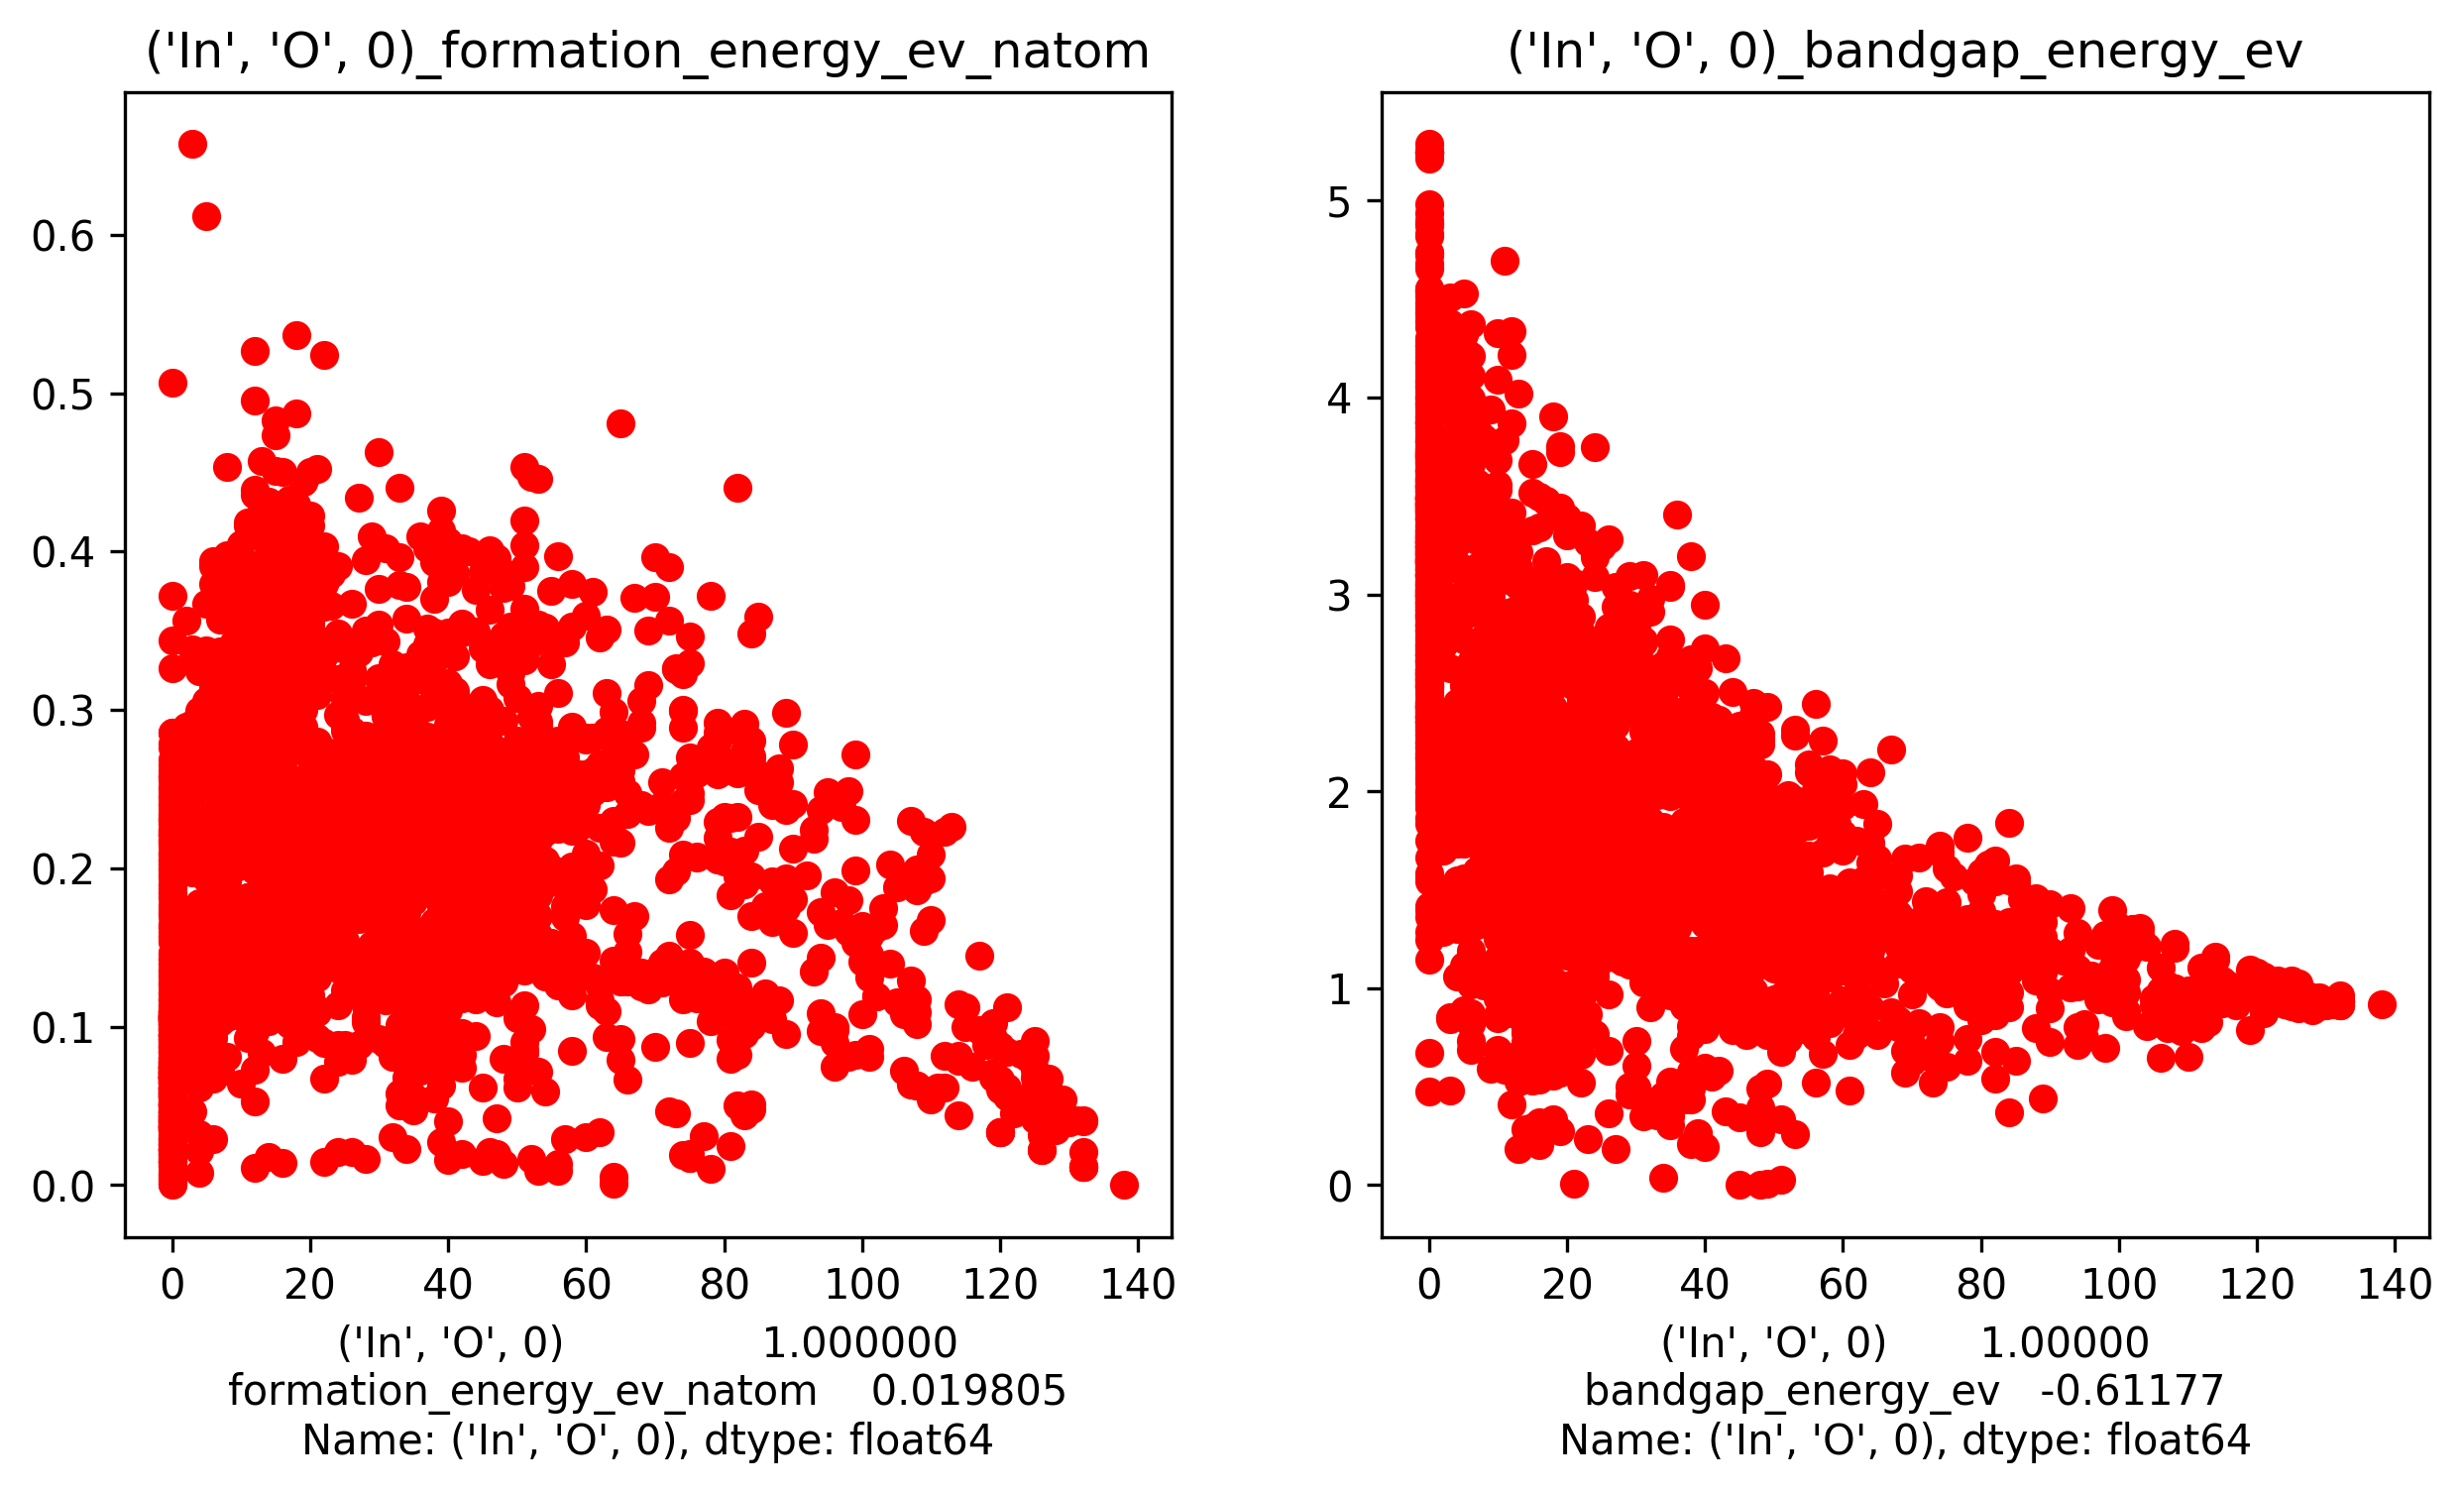 ('In', 'O', 0)_formation_energy_ev_natom
0.6
0.5
0.4
0.3
0.2
0.1
0.0
0 20 40 60 80 100 120 140
('In', 'O', 0) 1.000000
formation_energy_ev_natom 0.019805
Name: ('In', 'O', 0), dtype: float64
('In', 'O', 0)_bandgap_energy_ev
5
4
3
2
1
0
0 20 40 60 80 100 120 140
('In', 'O', 0) 1.00000
bandgap_energy_ev -0.61177
Name: ('In', 'O', 0), dtype: float64